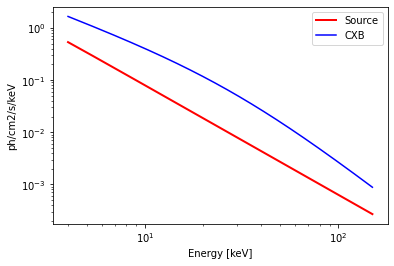 Source
CXB
10⁰
10⁻¹
10⁻²
10⁻³
ph/cm2/s/keV
10¹
10²
Energy [keV]